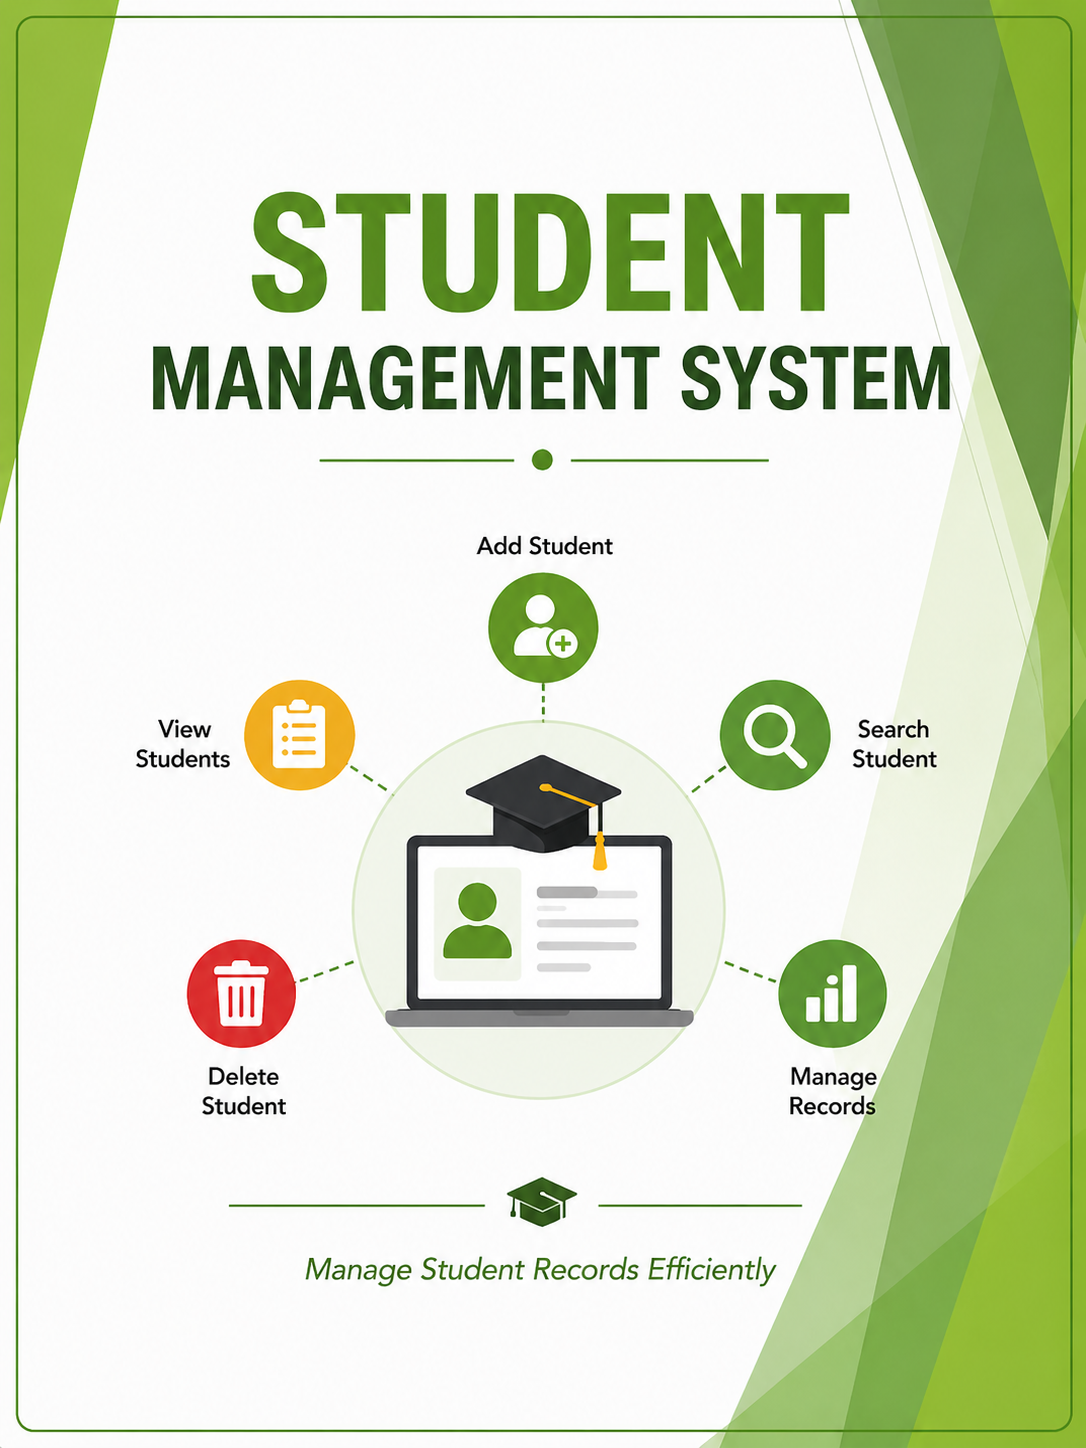 STUDENT
MANAGEMENT SYSTEM
Add Student
View
Students
Search
Student
Delete
Student
Manage
Records
Manage Student Records Efficiently